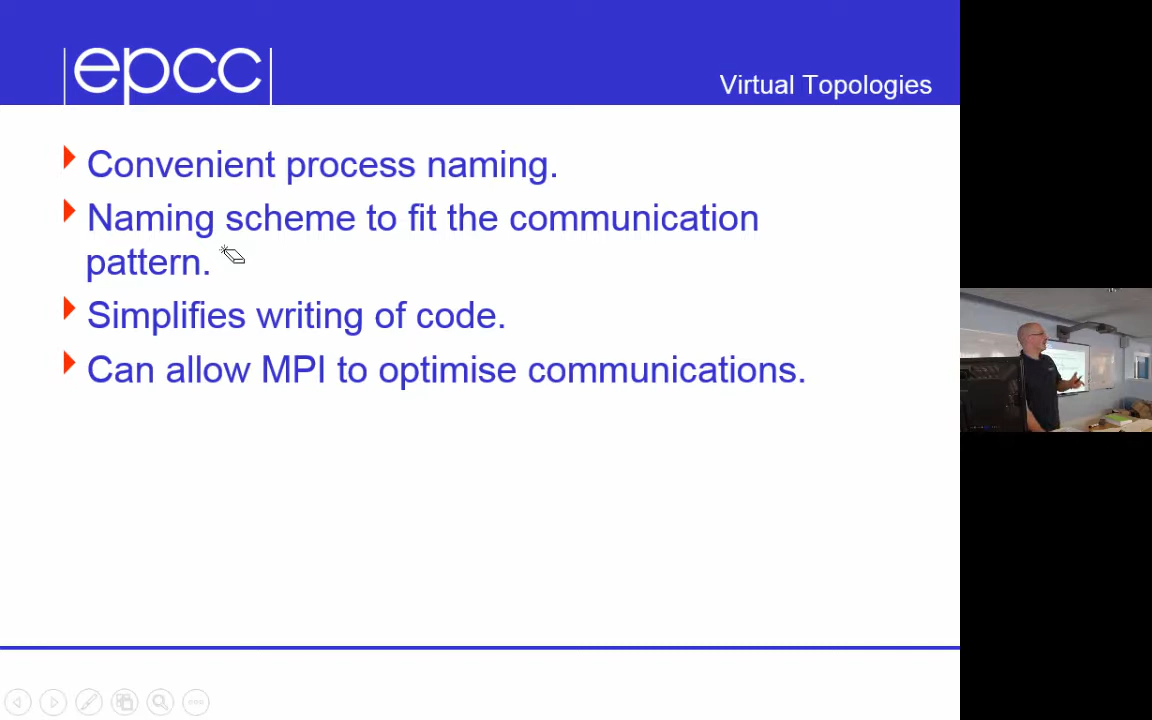 epcc
Virtual Topologies
Convenient process naming.
Naming scheme to fit the communication
pattern.
Simplifies writing of code.
Can allow MPI to optimise communications.